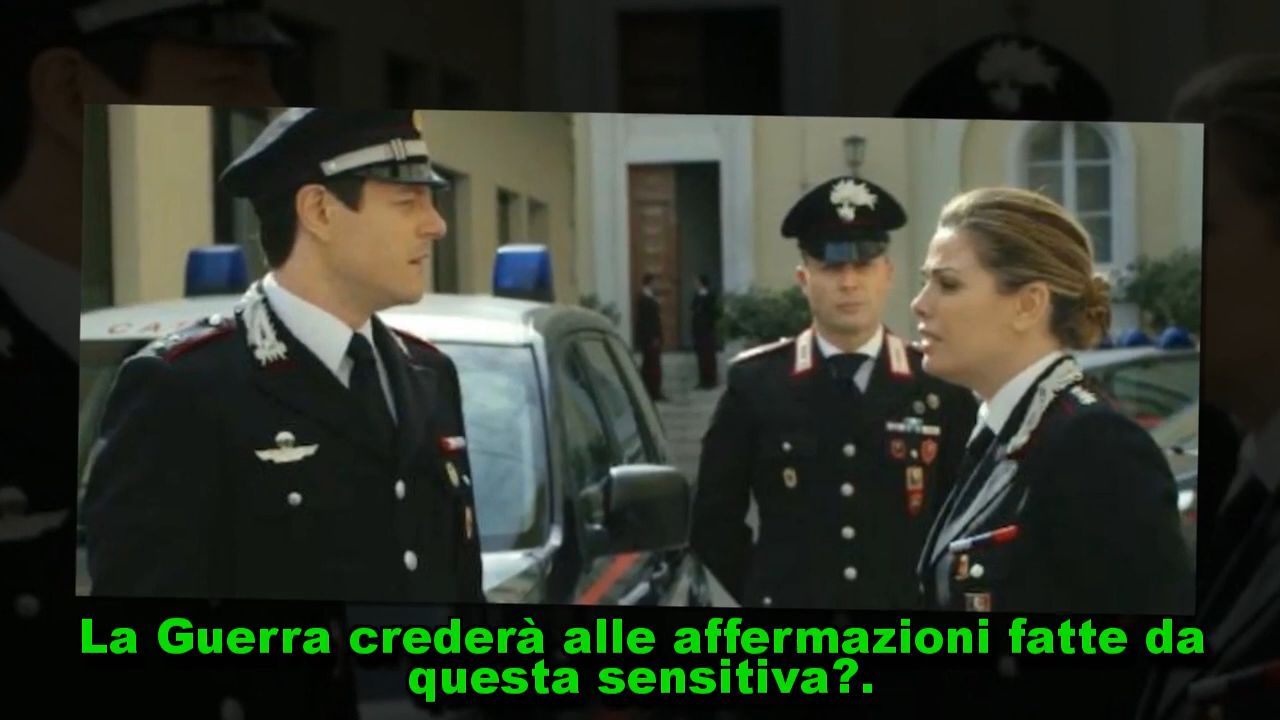 La Guerra crederà alle affermazioni fatte da
questa sensitiva?.